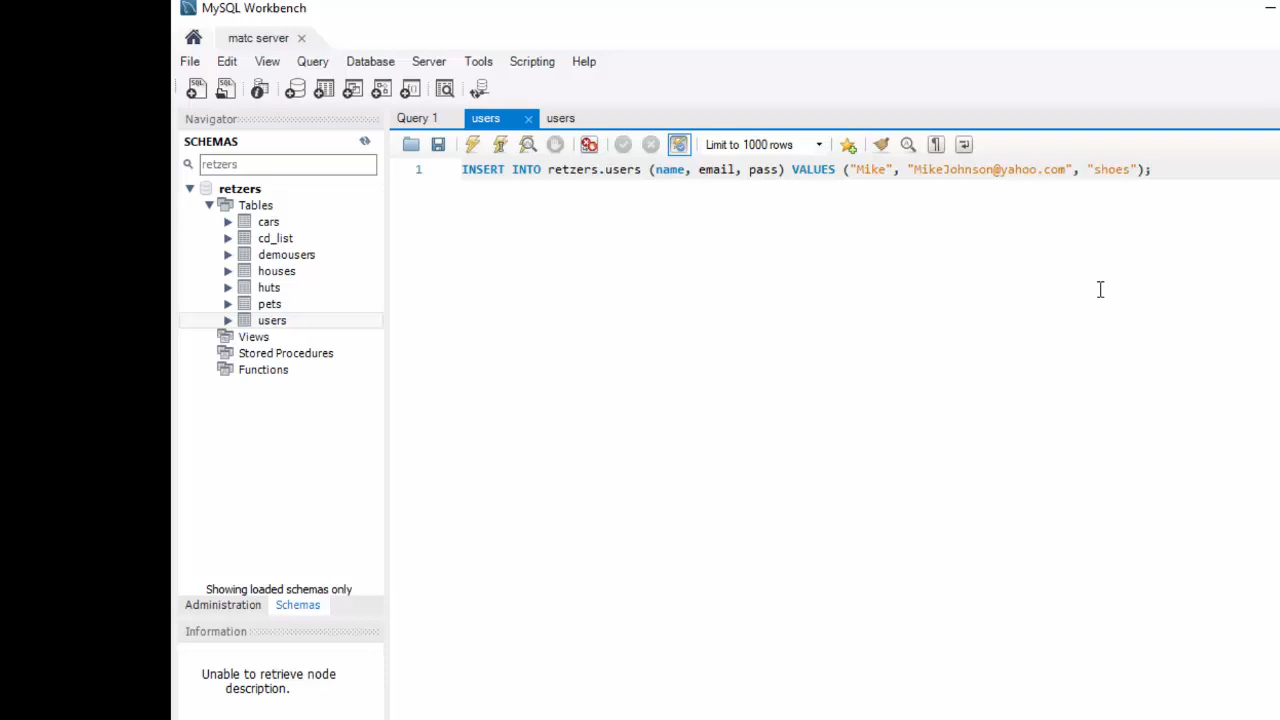 MySQL Workbench
matc server
File Edit View Query Database Server Tools Scripting Help
Navigator
SCHEMAS
retzers
retzers
Tables
cars
cd_list
demousers
houses
huts
pets
users
Views
Stored Procedures
Functions
Showing loaded schemas only
Administration Schemas
Information
Unable to retrieve node
description.
Query 1 users users
Limit to 1000 rows
1 INSERT INTO retzers.users (name, email, pass) VALUES ("Mike", "MikeJohnson@yahoo.com", "shoes");